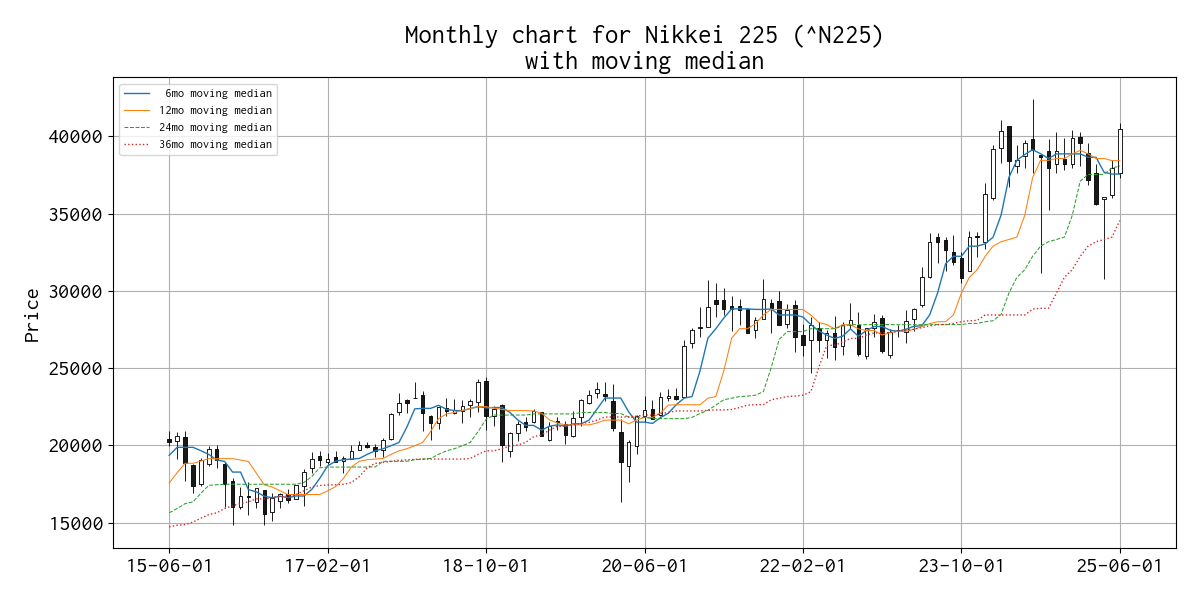 Monthly chart for Nikkei 225 (^N225)
with moving median
6mo moving median
12mo moving median
24mo moving median
36mo moving median
Price
40000
35000
30000
25000
20000
15000
15-06-01 17-02-01 18-10-01 20-06-01 22-02-01 23-10-01 25-06-01